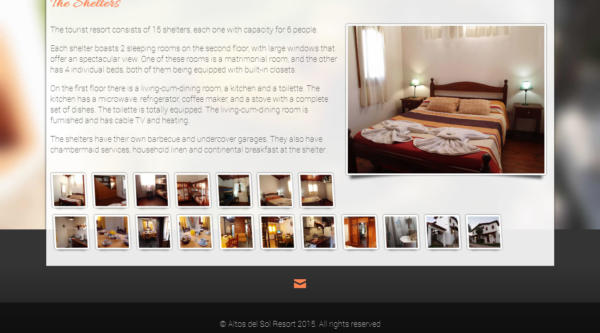 The Shelters
The tourist resort consists of 15 shelters, each one with capacity for 6 people.
Each shelter boasts 2 sleeping rooms on the second floor, with large windows that
offer an spectacular view. One of these rooms is a matrimonial room, and the other
has 4 individual beds, both of them being equipped with built-in closets.
On the first floor there is a living-cum-dining room, a kitchen and a toilette. The
kitchen has a microwave, refrigerator, coffee maker, and a stove with a complete
set of dishes. The toilette is totally equipped. The living-cum-dining room is
furnished and has cable TV and heating.
The shelters have their own barbecue and undercover garages. They also have
chambermaid services, household linen and continental breakfast at the shelter.
© Altos del Sol Resort 2015. All rights reserved